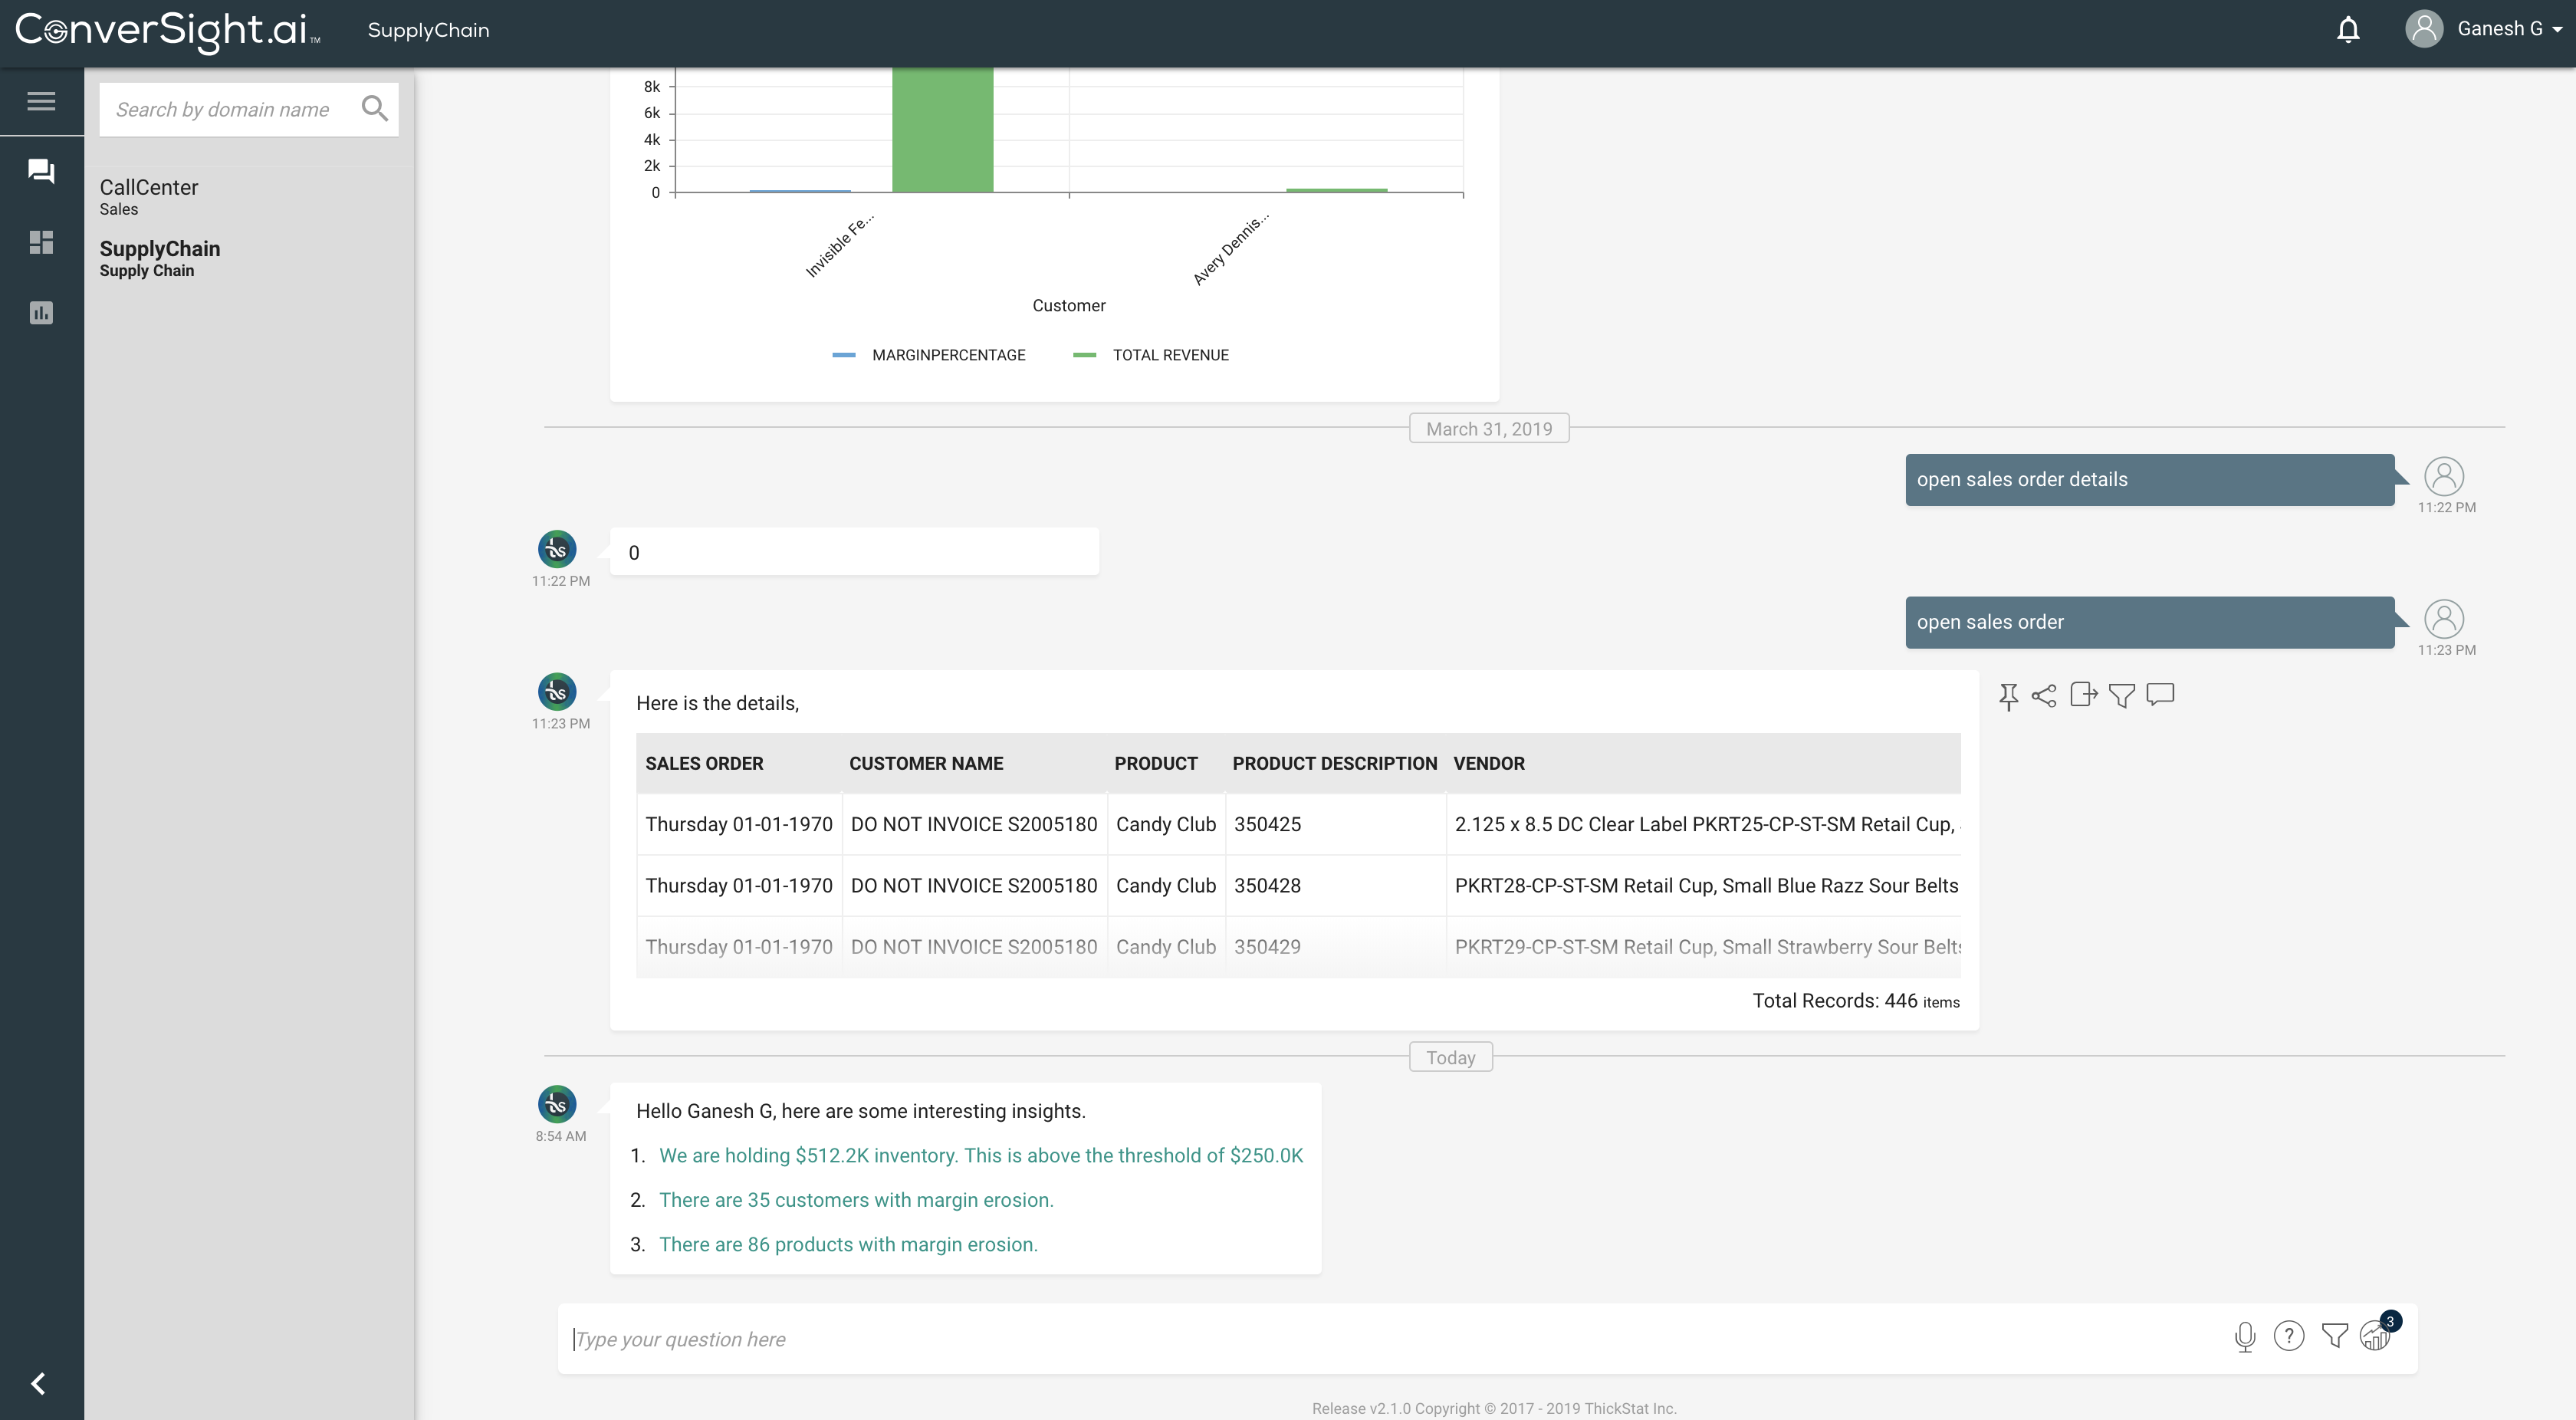 ConverSight.ai™ SupplyChain Ganesh G
Search by domain name
CallCenter
Sales
SupplyChain
Supply Chain
8k
6k
4k
2k
0
Invisible Fe...
Avery Dennis...
Customer
MARGINPERCENTAGE TOTAL REVENUE
March 31, 2019
open sales order details
11:22 PM
0
11:22 PM
open sales order
11:23 PM
Here is the details,
11:23 PM
SALES ORDER CUSTOMER NAME PRODUCT PRODUCT DESCRIPTION VENDOR
Thursday 01-01-1970 DO NOT INVOICE S2005180 Candy Club 350425 2.125 x 8.5 DC Clear Label PKRT25-CP-ST-SM Retail Cup,
Thursday 01-01-1970 DO NOT INVOICE S2005180 Candy Club 350428 PKRT28-CP-ST-SM Retail Cup, Small Blue Razz Sour Belts
Thursday 01-01-1970 DO NOT INVOICE S2005180 Candy Club 350429 PKRT29-CP-ST-SM Retail Cup, Small Strawberry Sour Belts
Total Records: 446 items
Today
Hello Ganesh G, here are some interesting insights.
8:54 AM
1. We are holding $512.2K inventory. This is above the threshold of $250.0K
2. There are 35 customers with margin erosion.
3. There are 86 products with margin erosion.
Type your question here
?
3
Release v2.1.0 Copyright © 2017 - 2019 ThickStat Inc.